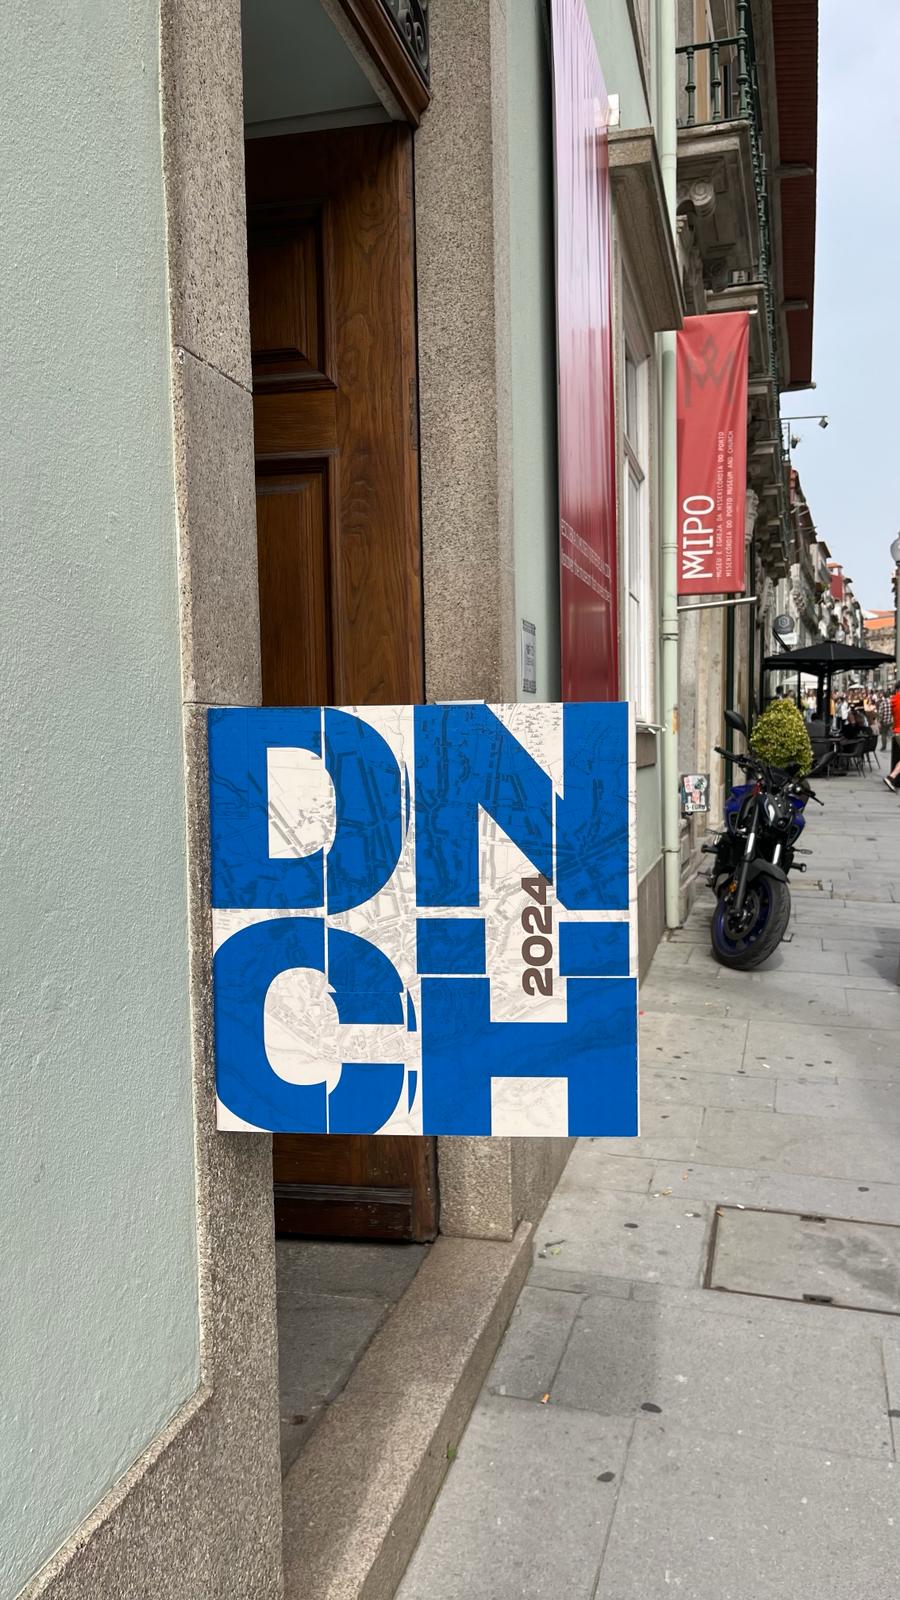 DN
CH
2024
MIPO
MUSEU E IGREJA DA MISERICÓRDIA DO PORTO
MISERICÓRDIA DO PORTO MUSEUM AND CHURCH